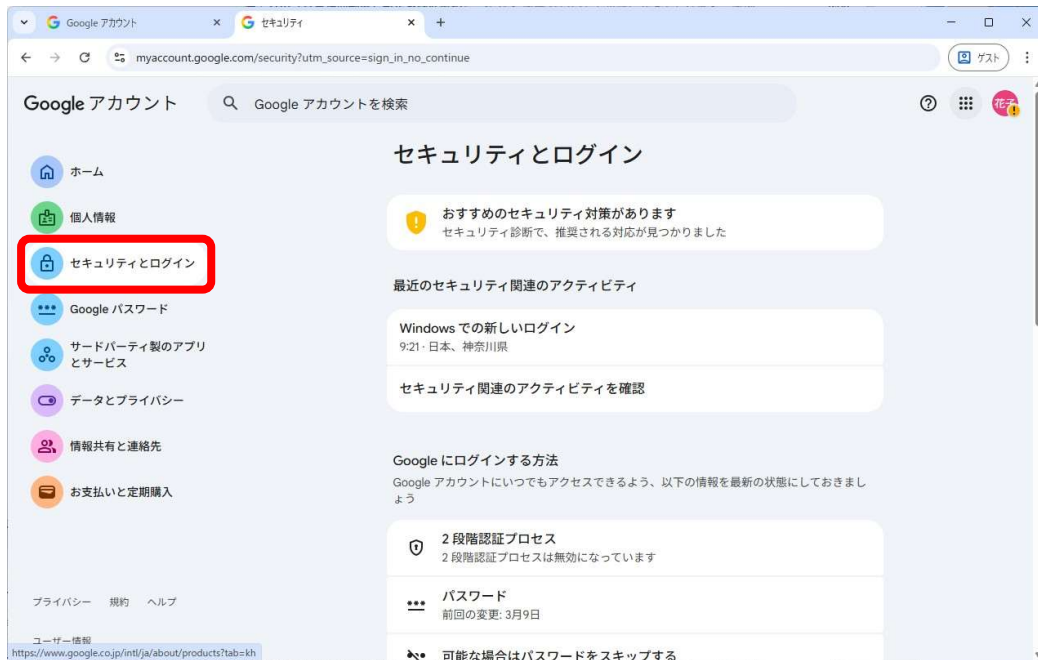 Google アカウント
セキュリティ
myaccount.google.com/security?utm_source=sign_in_no_continue
ゲスト
Google アカウント
Google アカウントを検索
花子
ホーム
個人情報
セキュリティとログイン
Google パスワード
サードパーティ製のアプリ
とサービス
データとプライバシー
情報共有と連絡先
お支払いと定期購入
プライバシー 規約 ヘルプ
ユーザー情報
https://www.google.co.jp/intl/ja/about/products?tab=kh
セキュリティとログイン
おすすめのセキュリティ対策があります
セキュリティ診断で、推奨される対応が見つかりました
最近のセキュリティ関連のアクティビティ
Windows での新しいログイン
9:21 · 日本、神奈川県
セキュリティ関連のアクティビティを確認
Google にログインする方法
Google アカウントにいつでもアクセスできるよう、以下の情報を最新の状態にしておきまし
ょう
2 段階認証プロセス
2 段階認証プロセスは無効になっています
パスワード
前回の変更: 3月9日
可能な場合はパスワードをスキップする